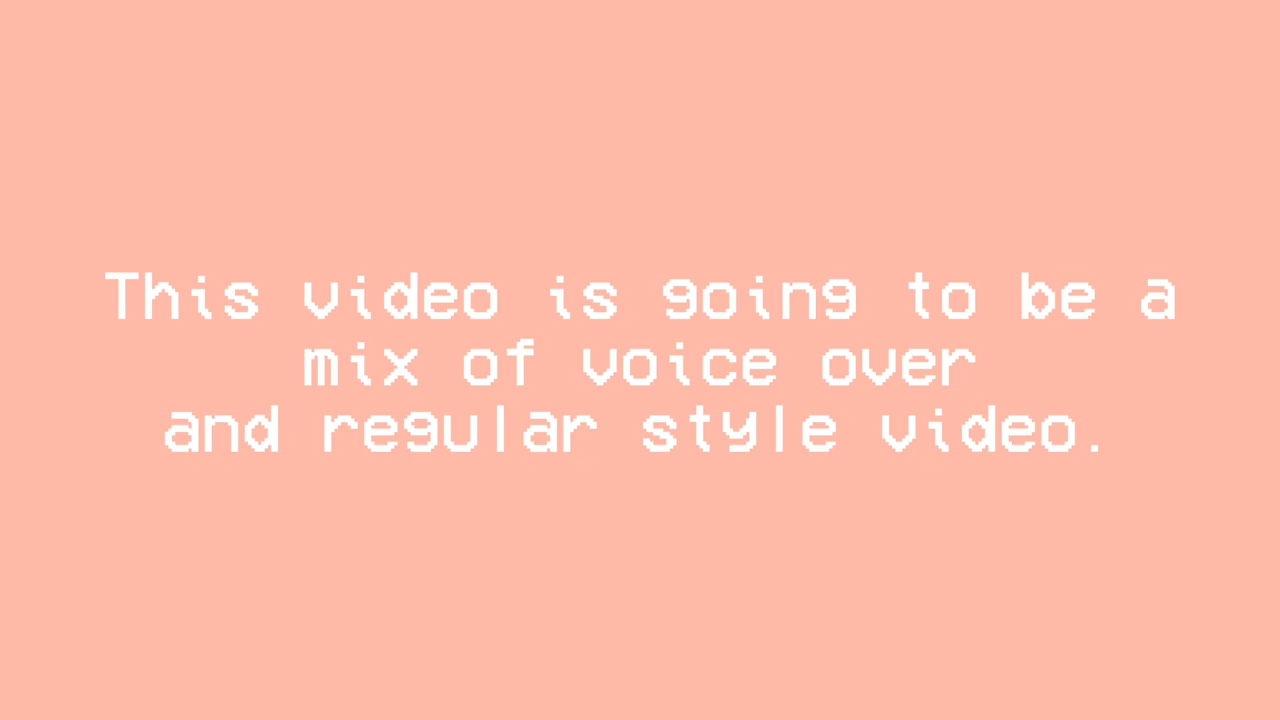 This video is going to be a
mix of voice over
and regular style video.